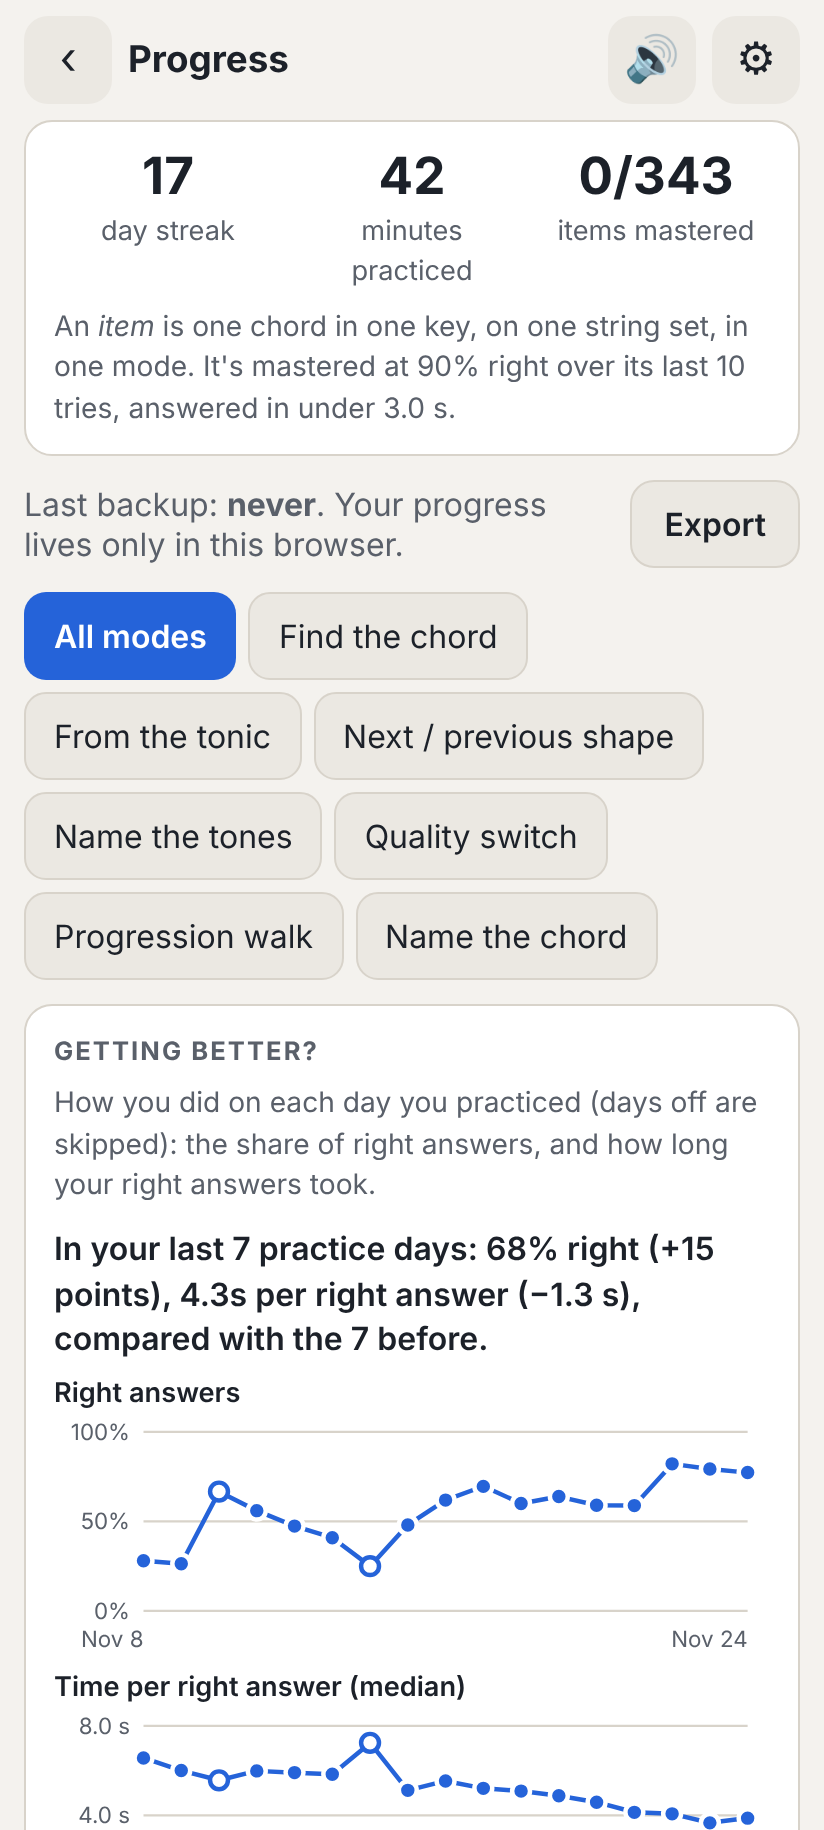 Progress
17
day streak
42
minutes
practiced
0/343
items mastered
An item is one chord in one key, on one string set, in
one mode. It's mastered at 90% right over its last 10
tries, answered in under 3.0 s.
Last backup: never. Your progress
lives only in this browser.
Export
All modes
Find the chord
From the tonic
Next / previous shape
Name the tones
Quality switch
Progression walk
Name the chord
GETTING BETTER?
How you did on each day you practiced (days off are
skipped): the share of right answers, and how long
your right answers took.
In your last 7 practice days: 68% right (+15
points), 4.3s per right answer (−1.3 s),
compared with the 7 before.
Right answers
100%
50%
0%
Nov 8
Nov 24
Time per right answer (median)
8.0 s
4.0 s